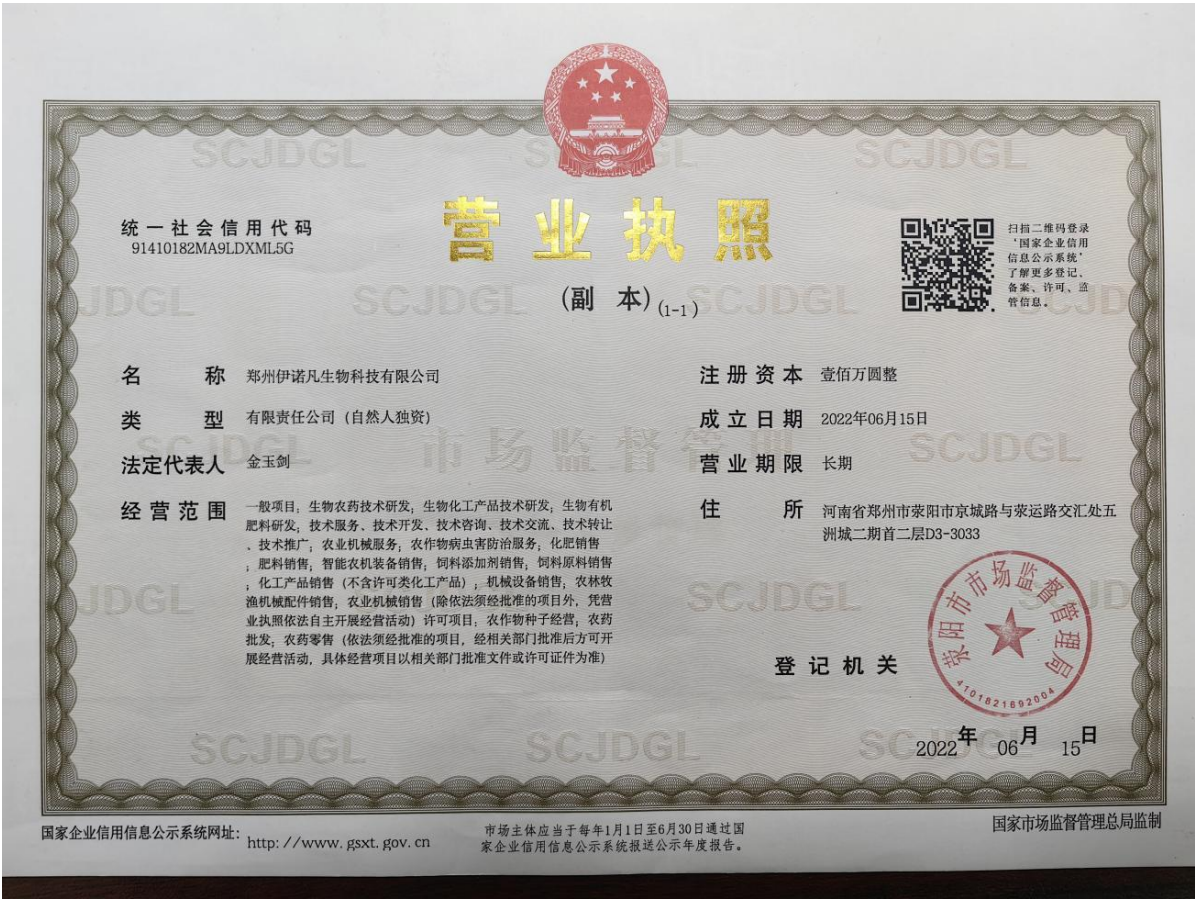 统一社会信用代码
91410182MA9LDXML5G
营业执照
(副 本)(1-1)
扫描二维码登录
‘国家企业信用
信息公示系统’
了解更多登记、
备案、许可、监
管信息。
名 称 郑州伊诺凡生物科技有限公司
类 型 有限责任公司（自然人独资）
法定代表人 金玉剑
经营范围 一般项目：生物农药技术研发；生物化工产品技术研发；生物有机
肥料研发；技术服务、技术开发、技术咨询、技术交流、技术转让
、技术推广；农业机械服务；农作物病虫害防治服务；化肥销售
；肥料销售；智能农机装备销售；饲料添加剂销售；饲料原料销售
；化工产品销售（不含许可类化工产品）；机械设备销售；农林牧
渔机械配件销售；农业机械销售（除依法须经批准的项目外，凭营
业执照依法自主开展经营活动）许可项目：农作物种子经营；农药
批发；农药零售（依法须经批准的项目，经相关部门批准后方可开
展经营活动，具体经营项目以相关部门批准文件或许可证件为准）
注册资本 壹佰万圆整
成立日期 2022年06月15日
营业期限 长期
住 所 河南省郑州市荥阳市京城路与荥运路交汇处五
洲城二期首二层D3-3033
登记机关
荥阳市市场监督管理局
4101821692004
2022年 06月 15日
SCJDGL
市场监督管理
国家企业信用信息公示系统网址：http://www.gsxt.gov.cn
市场主体应当于每年1月1日至6月30日通过国
家企业信用信息公示系统报送公示年度报告。
国家市场监督管理总局监制